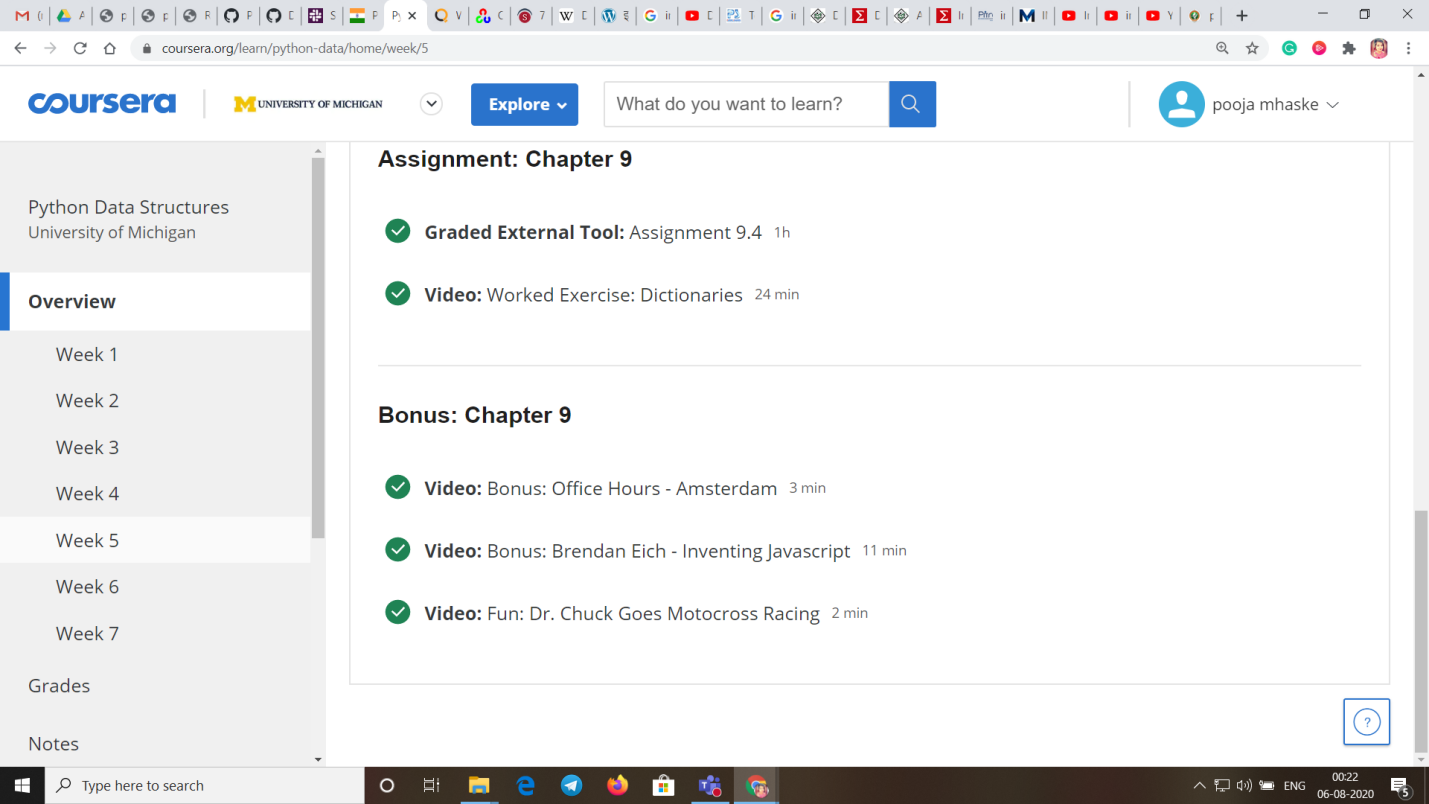 coursera.org/learn/python-data/home/week/5
coursera
UNIVERSITY OF MICHIGAN
Explore
What do you want to learn?
pooja mhaske
Python Data Structures
University of Michigan
Overview
Week 1
Week 2
Week 3
Week 4
Week 5
Week 6
Week 7
Grades
Notes
Assignment: Chapter 9
Graded External Tool: Assignment 9.4 1h
Video: Worked Exercise: Dictionaries 24 min
Bonus: Chapter 9
Video: Bonus: Office Hours - Amsterdam 3 min
Video: Bonus: Brendan Eich - Inventing Javascript 11 min
Video: Fun: Dr. Chuck Goes Motocross Racing 2 min
?
Type here to search
ENG
00:22
06-08-2020
5